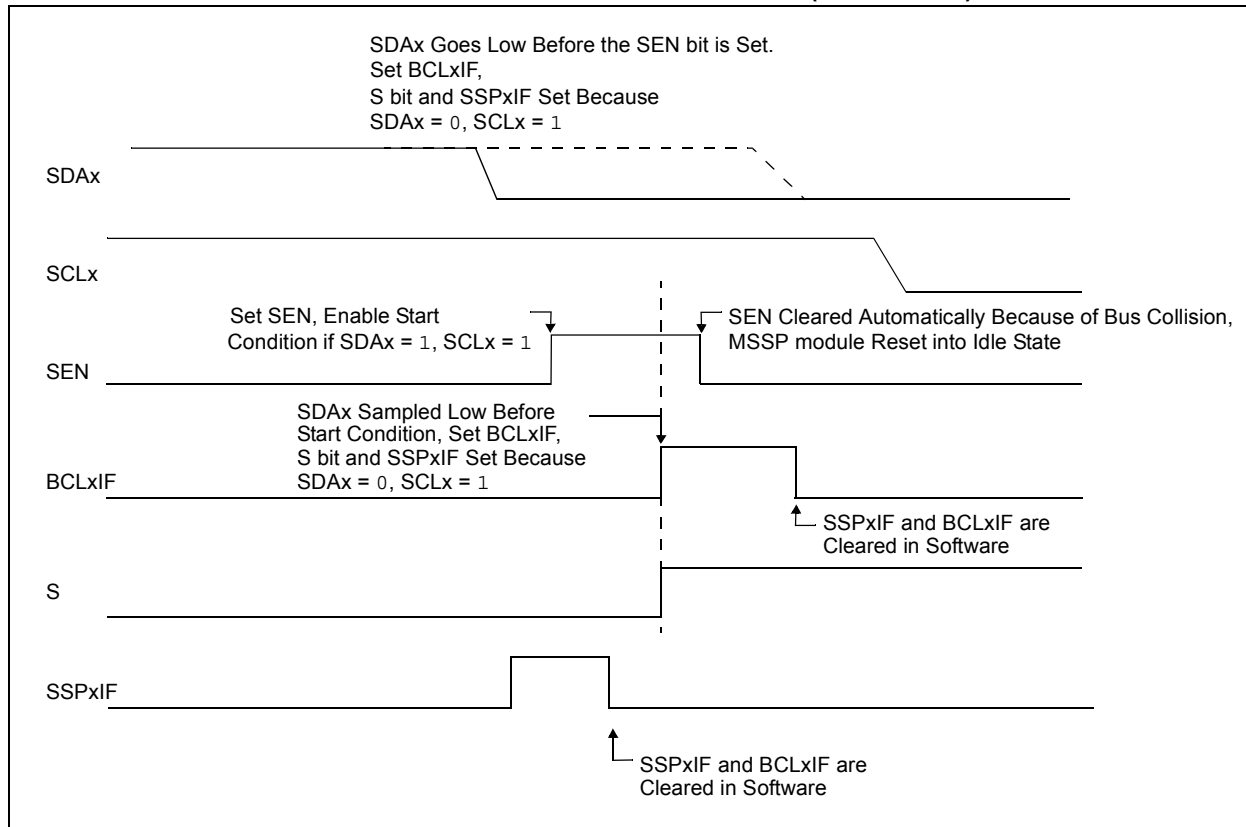 SDAx Goes Low Before the SEN bit is Set.
Set BCLxIF,
S bit and SSPxIF Set Because
SDAx = 0, SCLx = 1
SDAx
SCLx
Set SEN, Enable Start
Condition if SDAx = 1, SCLx = 1
SEN Cleared Automatically Because of Bus Collision,
MSSP module Reset into Idle State
SEN
SDAx Sampled Low Before
Start Condition, Set BCLxIF,
S bit and SSPxIF Set Because
SDAx = 0, SCLx = 1
BCLxIF
SSPxIF and BCLxIF are
Cleared in Software
S
SSPxIF
SSPxIF and BCLxIF are
Cleared in Software